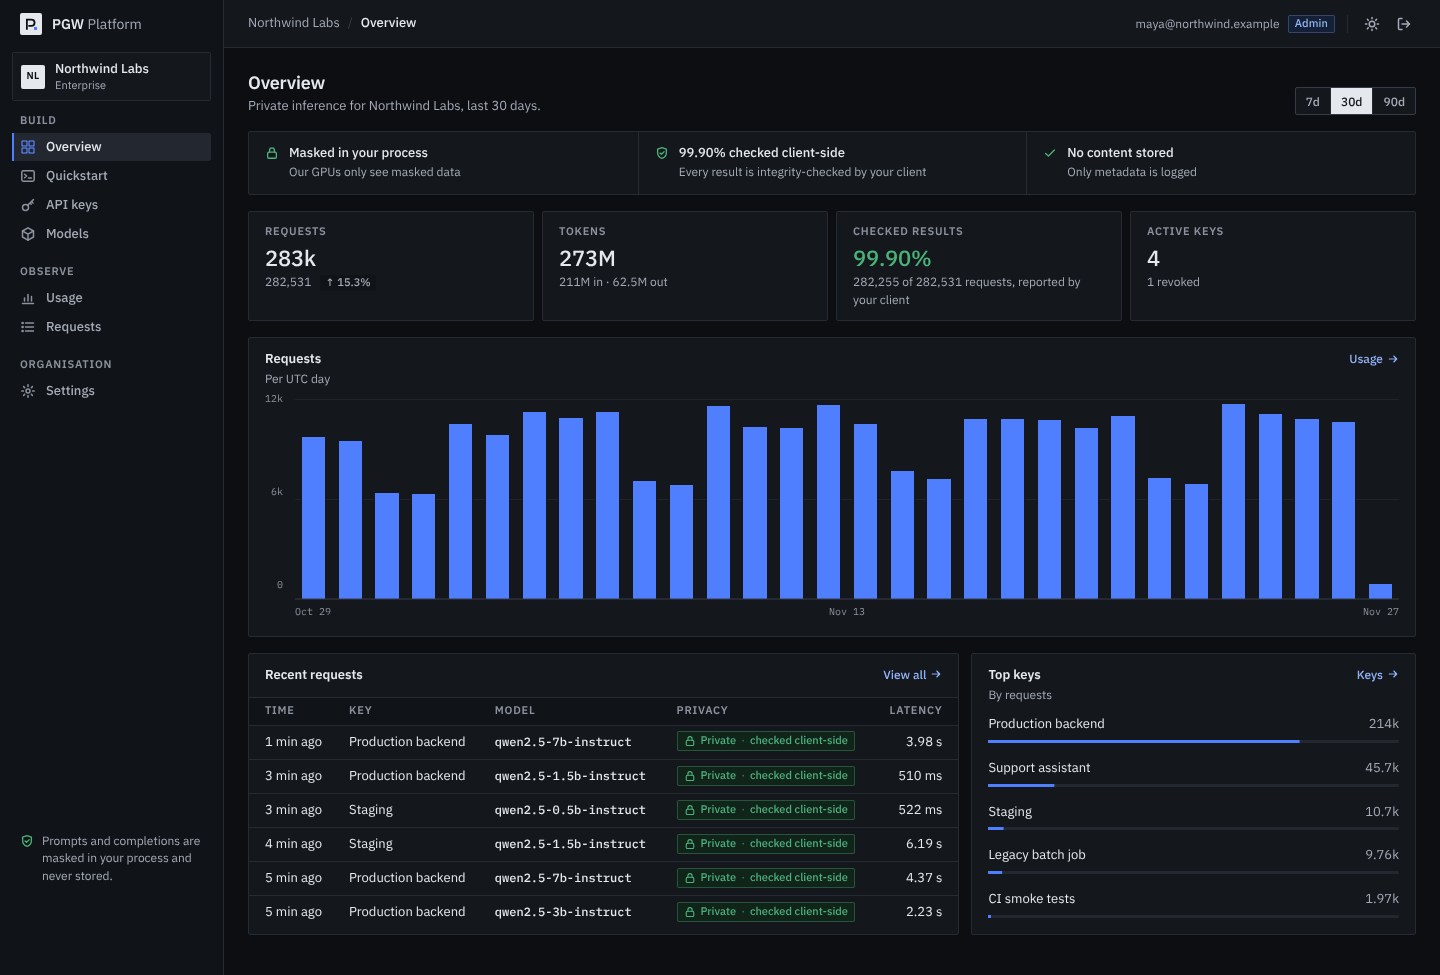 PGW Platform
NL
Northwind Labs
Enterprise
BUILD
Overview
Quickstart
API keys
Models
OBSERVE
Usage
Requests
ORGANISATION
Settings
Prompts and completions are
masked in your process and
never stored.
Northwind Labs / Overview
maya@northwind.example Admin
Overview
Private inference for Northwind Labs, last 30 days.
7d 30d 90d
Masked in your process
Our GPUs only see masked data
99.90% checked client-side
Every result is integrity-checked by your client
No content stored
Only metadata is logged
REQUESTS
283k
282,531 ↑ 15.3%
TOKENS
273M
211M in · 62.5M out
CHECKED RESULTS
99.90%
282,255 of 282,531 requests, reported by
your client
ACTIVE KEYS
4
1 revoked
Requests
Per UTC day
Usage →
12k
6k
0
Oct 29 Nov 13 Nov 27
Recent requests
View all →
TIME KEY MODEL PRIVACY LATENCY
1 min ago Production backend qwen2.5-7b-instruct Private · checked client-side 3.98 s
3 min ago Production backend qwen2.5-1.5b-instruct Private · checked client-side 510 ms
3 min ago Staging qwen2.5-0.5b-instruct Private · checked client-side 522 ms
4 min ago Staging qwen2.5-1.5b-instruct Private · checked client-side 6.19 s
5 min ago Production backend qwen2.5-7b-instruct Private · checked client-side 4.37 s
5 min ago Production backend qwen2.5-3b-instruct Private · checked client-side 2.23 s
Top keys
Keys →
By requests
Production backend 214k
Support assistant 45.7k
Staging 10.7k
Legacy batch job 9.76k
CI smoke tests 1.97k